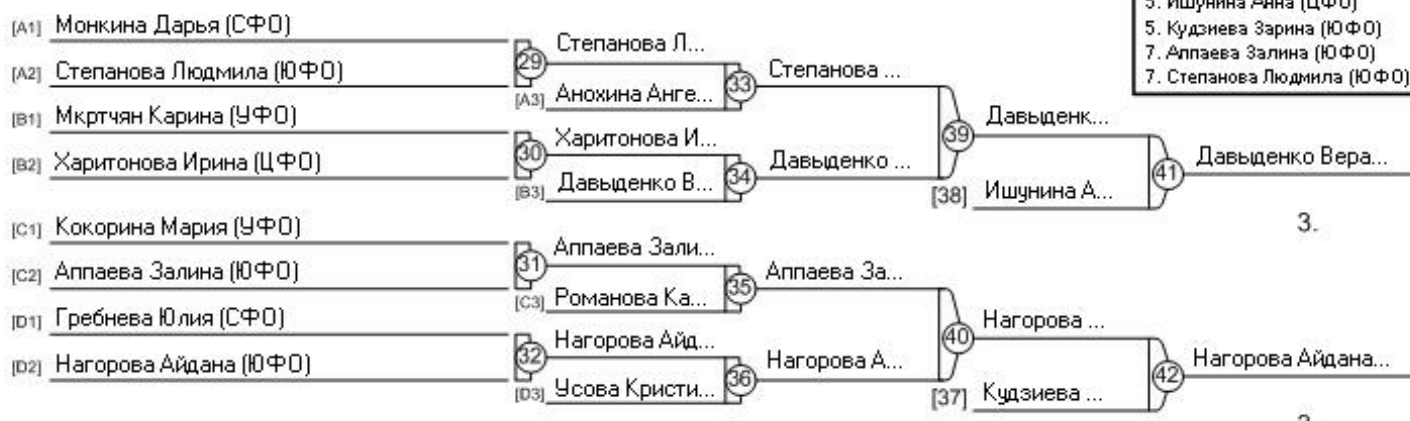 5. Ишунина Анна (ЦФО)
5. Кудзиева Зарина (ЮФО)
7. Аппаева Залина (ЮФО)
7. Степанова Людмила (ЮФО)
[A1] Монкина Дарья (СФО)
[A2] Степанова Людмила (ЮФО)
[B1] Мкртчян Карина (УФО)
[B2] Харитонова Ирина (ЦФО)
[C1] Кокорина Мария (УФО)
[C2] Аппаева Залина (ЮФО)
[D1] Гребнева Юлия (СФО)
[D2] Нагорова Айдана (ЮФО)
29
30
31
32
Степанова Л...
[A3] Анохина Анге...
Харитонова И...
[B3] Давыденко В...
Аппаева Зали...
[C3] Романова Ка...
Нагорова Айд...
[D3] Усова Кристи...
33
34
35
36
Степанова ...
Давыденко ...
Аппаева За...
Нагорова А...
39
40
Давыденк...
[38] Ишунина А...
Нагорова ...
[37] Кудзиева ...
41
42
Давыденко Вера...
3.
Нагорова Айдана...